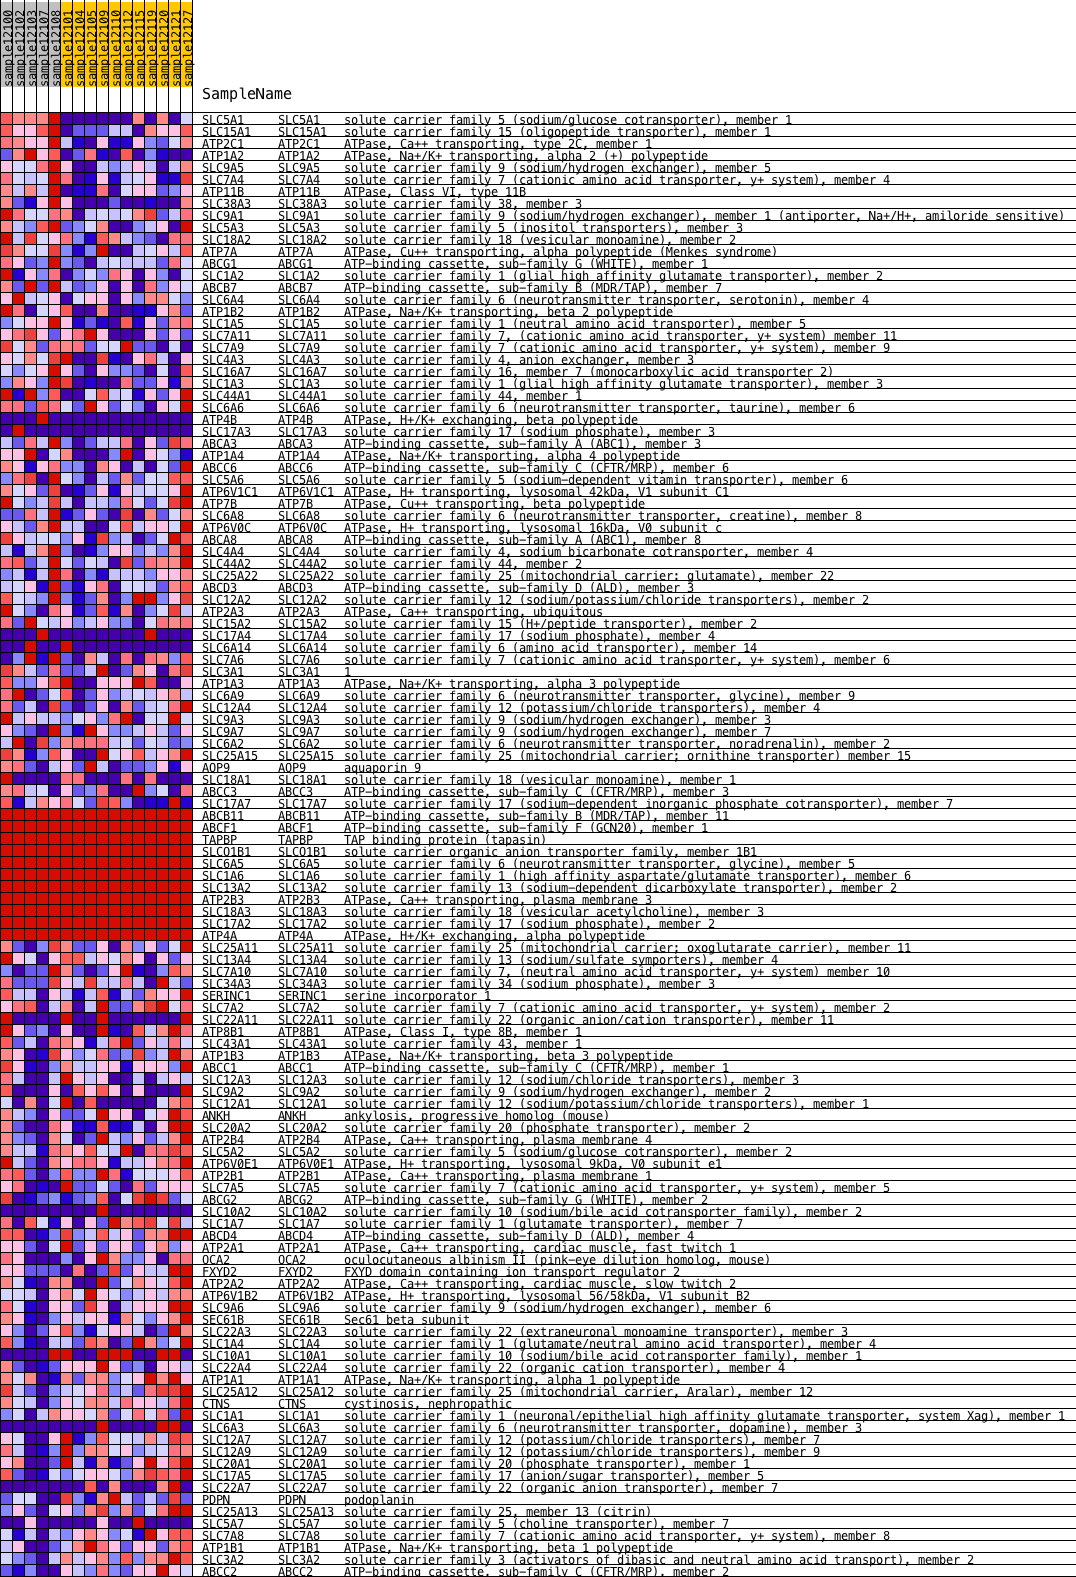 sample12100
sample12102
sample12103
sample12107
sample12108
sample12101
sample12104
sample12105
sample12109
sample12110
sample12112
sample12115
sample12119
sample12120
sample12121
sample12127
SampleName
SLC5A1 SLC5A1 solute carrier family 5 (sodium/glucose cotransporter), member 1
SLC15A1 SLC15A1 solute carrier family 15 (oligopeptide transporter), member 1
ATP2C1 ATP2C1 ATPase, Ca++ transporting, type 2C, member 1
ATP1A2 ATP1A2 ATPase, Na+/K+ transporting, alpha 2 (+) polypeptide
SLC9A5 SLC9A5 solute carrier family 9 (sodium/hydrogen exchanger), member 5
SLC7A4 SLC7A4 solute carrier family 7 (cationic amino acid transporter, y+ system), member 4
ATP11B ATP11B ATPase, Class VI, type 11B
SLC38A3 SLC38A3 solute carrier family 38, member 3
SLC9A1 SLC9A1 solute carrier family 9 (sodium/hydrogen exchanger), member 1 (antiporter, Na+/H+, amiloride sensitive)
SLC5A3 SLC5A3 solute carrier family 5 (inositol transporters), member 3
SLC18A2 SLC18A2 solute carrier family 18 (vesicular monoamine), member 2
ATP7A ATP7A ATPase, Cu++ transporting, alpha polypeptide (Menkes syndrome)
ABCG1 ABCG1 ATP-binding cassette, sub-family G (WHITE), member 1
SLC1A2 SLC1A2 solute carrier family 1 (glial high affinity glutamate transporter), member 2
ABCB7 ABCB7 ATP-binding cassette, sub-family B (MDR/TAP), member 7
SLC6A4 SLC6A4 solute carrier family 6 (neurotransmitter transporter, serotonin), member 4
ATP1B2 ATP1B2 ATPase, Na+/K+ transporting, beta 2 polypeptide
SLC1A5 SLC1A5 solute carrier family 1 (neutral amino acid transporter), member 5
SLC7A11 SLC7A11 solute carrier family 7, (cationic amino acid transporter, y+ system) member 11
SLC7A9 SLC7A9 solute carrier family 7 (cationic amino acid transporter, y+ system), member 9
SLC4A3 SLC4A3 solute carrier family 4, anion exchanger, member 3
SLC16A7 SLC16A7 solute carrier family 16, member 7 (monocarboxylic acid transporter 2)
SLC1A3 SLC1A3 solute carrier family 1 (glial high affinity glutamate transporter), member 3
SLC44A1 SLC44A1 solute carrier family 44, member 1
SLC6A6 SLC6A6 solute carrier family 6 (neurotransmitter transporter, taurine), member 6
ATP4B ATP4B ATPase, H+/K+ exchanging, beta polypeptide
SLC17A3 SLC17A3 solute carrier family 17 (sodium phosphate), member 3
ABCA3 ABCA3 ATP-binding cassette, sub-family A (ABC1), member 3
ATP1A4 ATP1A4 ATPase, Na+/K+ transporting, alpha 4 polypeptide
ABCC6 ABCC6 ATP-binding cassette, sub-family C (CFTR/MRP), member 6
SLC5A6 SLC5A6 solute carrier family 5 (sodium-dependent vitamin transporter), member 6
ATP6V1C1 ATP6V1C1 ATPase, H+ transporting, lysosomal 42kDa, V1 subunit C1
ATP7B ATP7B ATPase, Cu++ transporting, beta polypeptide
SLC6A8 SLC6A8 solute carrier family 6 (neurotransmitter transporter, creatine), member 8
ATP6V0C ATP6V0C ATPase, H+ transporting, lysosomal 16kDa, V0 subunit c
ABCA8 ABCA8 ATP-binding cassette, sub-family A (ABC1), member 8
SLC4A4 SLC4A4 solute carrier family 4, sodium bicarbonate cotransporter, member 4
SLC44A2 SLC44A2 solute carrier family 44, member 2
SLC25A22 SLC25A22 solute carrier family 25 (mitochondrial carrier: glutamate), member 22
ABCD3 ABCD3 ATP-binding cassette, sub-family D (ALD), member 3
SLC12A2 SLC12A2 solute carrier family 12 (sodium/potassium/chloride transporters), member 2
ATP2A3 ATP2A3 ATPase, Ca++ transporting, ubiquitous
SLC15A2 SLC15A2 solute carrier family 15 (H+/peptide transporter), member 2
SLC17A4 SLC17A4 solute carrier family 17 (sodium phosphate), member 4
SLC6A14 SLC6A14 solute carrier family 6 (amino acid transporter), member 14
SLC7A6 SLC7A6 solute carrier family 7 (cationic amino acid transporter, y+ system), member 6
SLC3A1 SLC3A1 1
ATP1A3 ATP1A3 ATPase, Na+/K+ transporting, alpha 3 polypeptide
SLC6A9 SLC6A9 solute carrier family 6 (neurotransmitter transporter, glycine), member 9
SLC12A4 SLC12A4 solute carrier family 12 (potassium/chloride transporters), member 4
SLC9A3 SLC9A3 solute carrier family 9 (sodium/hydrogen exchanger), member 3
SLC9A7 SLC9A7 solute carrier family 9 (sodium/hydrogen exchanger), member 7
SLC6A2 SLC6A2 solute carrier family 6 (neurotransmitter transporter, noradrenalin), member 2
SLC25A15 SLC25A15 solute carrier family 25 (mitochondrial carrier; ornithine transporter) member 15
AQP9 AQP9 aquaporin 9
SLC18A1 SLC18A1 solute carrier family 18 (vesicular monoamine), member 1
ABCC3 ABCC3 ATP-binding cassette, sub-family C (CFTR/MRP), member 3
SLC17A7 SLC17A7 solute carrier family 17 (sodium-dependent inorganic phosphate cotransporter), member 7
ABCB11 ABCB11 ATP-binding cassette, sub-family B (MDR/TAP), member 11
ABCF1 ABCF1 ATP-binding cassette, sub-family F (GCN20), member 1
TAPBP TAPBP TAP binding protein (tapasin)
SLCO1B1 SLCO1B1 solute carrier organic anion transporter family, member 1B1
SLC6A5 SLC6A5 solute carrier family 6 (neurotransmitter transporter, glycine), member 5
SLC1A6 SLC1A6 solute carrier family 1 (high affinity aspartate/glutamate transporter), member 6
SLC13A2 SLC13A2 solute carrier family 13 (sodium-dependent dicarboxylate transporter), member 2
ATP2B3 ATP2B3 ATPase, Ca++ transporting, plasma membrane 3
SLC18A3 SLC18A3 solute carrier family 18 (vesicular acetylcholine), member 3
SLC17A2 SLC17A2 solute carrier family 17 (sodium phosphate), member 2
ATP4A ATP4A ATPase, H+/K+ exchanging, alpha polypeptide
SLC25A11 SLC25A11 solute carrier family 25 (mitochondrial carrier; oxoglutarate carrier), member 11
SLC13A4 SLC13A4 solute carrier family 13 (sodium/sulfate symporters), member 4
SLC7A10 SLC7A10 solute carrier family 7, (neutral amino acid transporter, y+ system) member 10
SLC34A3 SLC34A3 solute carrier family 34 (sodium phosphate), member 3
SERINC1 SERINC1 serine incorporator 1
SLC7A2 SLC7A2 solute carrier family 7 (cationic amino acid transporter, y+ system), member 2
SLC22A11 SLC22A11 solute carrier family 22 (organic anion/cation transporter), member 11
ATP8B1 ATP8B1 ATPase, Class I, type 8B, member 1
SLC43A1 SLC43A1 solute carrier family 43, member 1
ATP1B3 ATP1B3 ATPase, Na+/K+ transporting, beta 3 polypeptide
ABCC1 ABCC1 ATP-binding cassette, sub-family C (CFTR/MRP), member 1
SLC12A3 SLC12A3 solute carrier family 12 (sodium/chloride transporters), member 3
SLC9A2 SLC9A2 solute carrier family 9 (sodium/hydrogen exchanger), member 2
SLC12A1 SLC12A1 solute carrier family 12 (sodium/potassium/chloride transporters), member 1
ANKH ANKH ankylosis, progressive homolog (mouse)
SLC20A2 SLC20A2 solute carrier family 20 (phosphate transporter), member 2
ATP2B4 ATP2B4 ATPase, Ca++ transporting, plasma membrane 4
SLC5A2 SLC5A2 solute carrier family 5 (sodium/glucose cotransporter), member 2
ATP6V0E1 ATP6V0E1 ATPase, H+ transporting, lysosomal 9kDa, V0 subunit e1
ATP2B1 ATP2B1 ATPase, Ca++ transporting, plasma membrane 1
SLC7A5 SLC7A5 solute carrier family 7 (cationic amino acid transporter, y+ system), member 5
ABCG2 ABCG2 ATP-binding cassette, sub-family G (WHITE), member 2
SLC10A2 SLC10A2 solute carrier family 10 (sodium/bile acid cotransporter family), member 2
SLC1A7 SLC1A7 solute carrier family 1 (glutamate transporter), member 7
ABCD4 ABCD4 ATP-binding cassette, sub-family D (ALD), member 4
ATP2A1 ATP2A1 ATPase, Ca++ transporting, cardiac muscle, fast twitch 1
OCA2 OCA2 oculocutaneous albinism II (pink-eye dilution homolog, mouse)
FXYD2 FXYD2 FXYD domain containing ion transport regulator 2
ATP2A2 ATP2A2 ATPase, Ca++ transporting, cardiac muscle, slow twitch 2
ATP6V1B2 ATP6V1B2 ATPase, H+ transporting, lysosomal 56/58kDa, V1 subunit B2
SLC9A6 SLC9A6 solute carrier family 9 (sodium/hydrogen exchanger), member 6
SEC61B SEC61B Sec61 beta subunit
SLC22A3 SLC22A3 solute carrier family 22 (extraneuronal monoamine transporter), member 3
SLC1A4 SLC1A4 solute carrier family 1 (glutamate/neutral amino acid transporter), member 4
SLC10A1 SLC10A1 solute carrier family 10 (sodium/bile acid cotransporter family), member 1
SLC22A4 SLC22A4 solute carrier family 22 (organic cation transporter), member 4
ATP1A1 ATP1A1 ATPase, Na+/K+ transporting, alpha 1 polypeptide
SLC25A12 SLC25A12 solute carrier family 25 (mitochondrial carrier, Aralar), member 12
CTNS CTNS cystinosis, nephropathic
SLC1A1 SLC1A1 solute carrier family 1 (neuronal/epithelial high affinity glutamate transporter, system Xag), member 1
SLC6A3 SLC6A3 solute carrier family 6 (neurotransmitter transporter, dopamine), member 3
SLC12A7 SLC12A7 solute carrier family 12 (potassium/chloride transporters), member 7
SLC12A9 SLC12A9 solute carrier family 12 (potassium/chloride transporters), member 9
SLC20A1 SLC20A1 solute carrier family 20 (phosphate transporter), member 1
SLC17A5 SLC17A5 solute carrier family 17 (anion/sugar transporter), member 5
SLC22A7 SLC22A7 solute carrier family 22 (organic anion transporter), member 7
PDPN PDPN podoplanin
SLC25A13 SLC25A13 solute carrier family 25, member 13 (citrin)
SLC5A7 SLC5A7 solute carrier family 5 (choline transporter), member 7
SLC7A8 SLC7A8 solute carrier family 7 (cationic amino acid transporter, y+ system), member 8
ATP1B1 ATP1B1 ATPase, Na+/K+ transporting, beta 1 polypeptide
SLC3A2 SLC3A2 solute carrier family 3 (activators of dibasic and neutral amino acid transport), member 2
ABCC2 ABCC2 ATP-binding cassette, sub-family C (CFTR/MRP), member 2